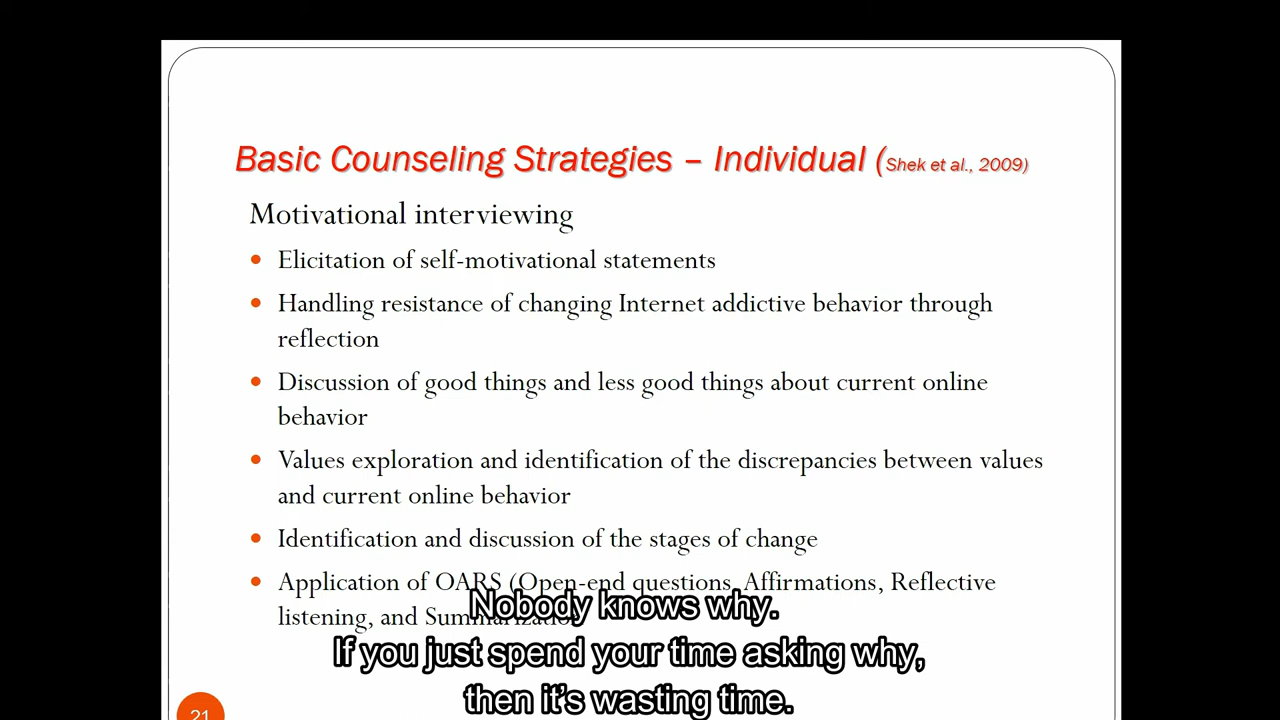 Basic Counseling Strategies – Individual (Shek et al., 2009)
Motivational interviewing
• Elicitation of self-motivational statements
• Handling resistance of changing Internet addictive behavior through
reflection
• Discussion of good things and less good things about current online
behavior
• Values exploration and identification of the discrepancies between values
and current online behavior
• Identification and discussion of the stages of change
• Application of OARS (Open-end questions, Affirmations, Reflective
listening, and Summarization
Nobody knows why.
If you just spend your time asking why,
then it's wasting time.
21